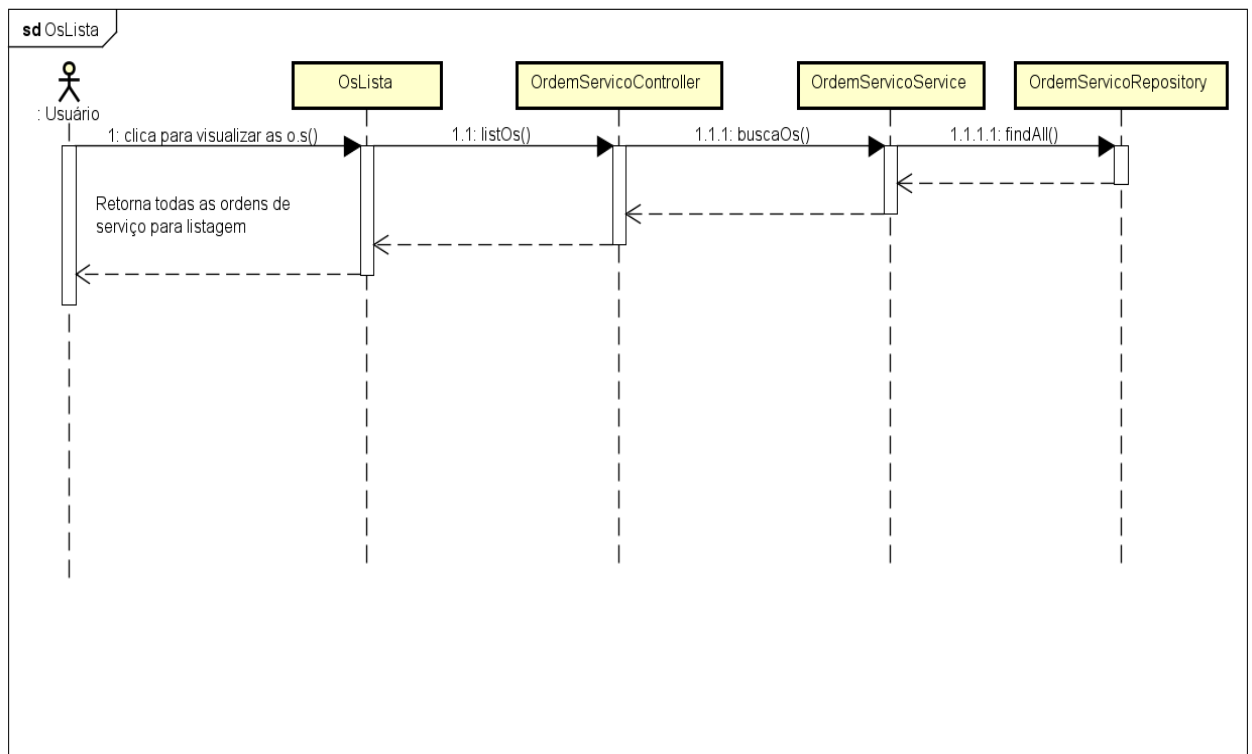 sd OsLista
: Usuário
OsLista
OrdemServicoController
OrdemServicoService
OrdemServicoRepository
1: clica para visualizar as o.s()
1.1: listOs()
1.1.1: buscaOs()
1.1.1.1: findAll()
Retorna todas as ordens de
serviço para listagem